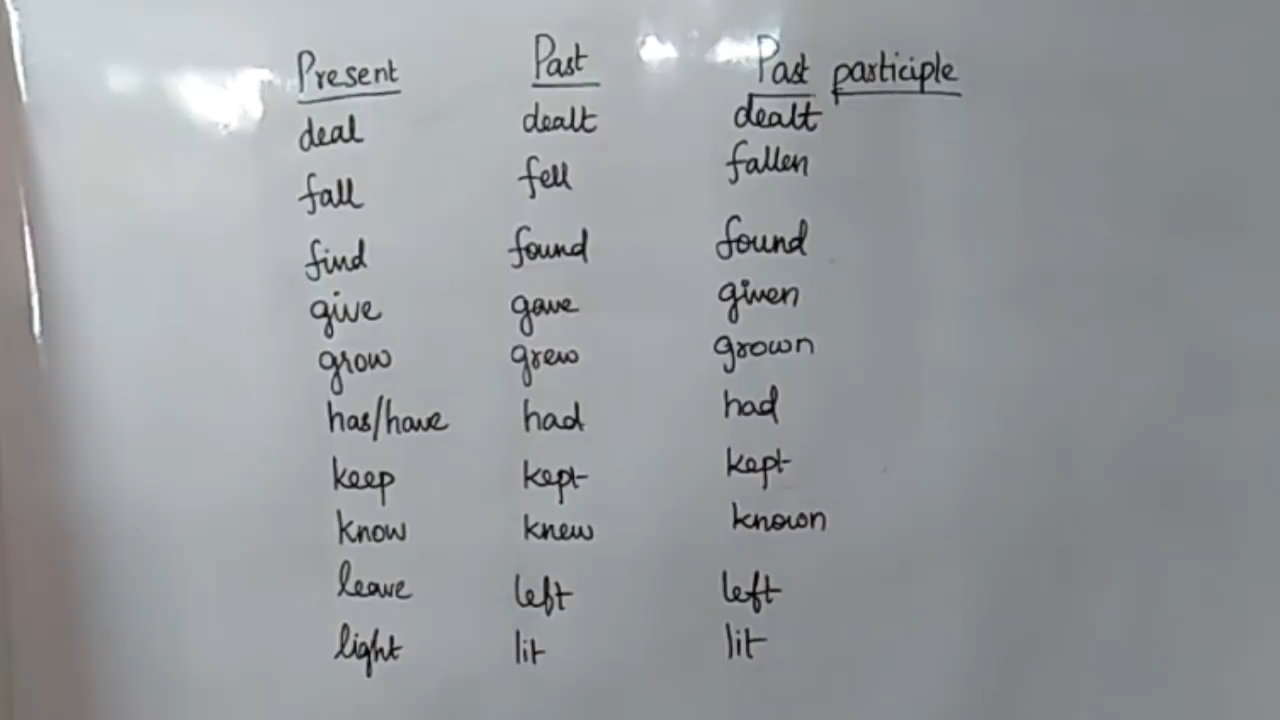 Present Past Past participle
deal dealt dealt
fall fell fallen
find found found
give gave given
grow grew grown
has/have had had
keep kept kept
know knew known
leave left left
light lit lit